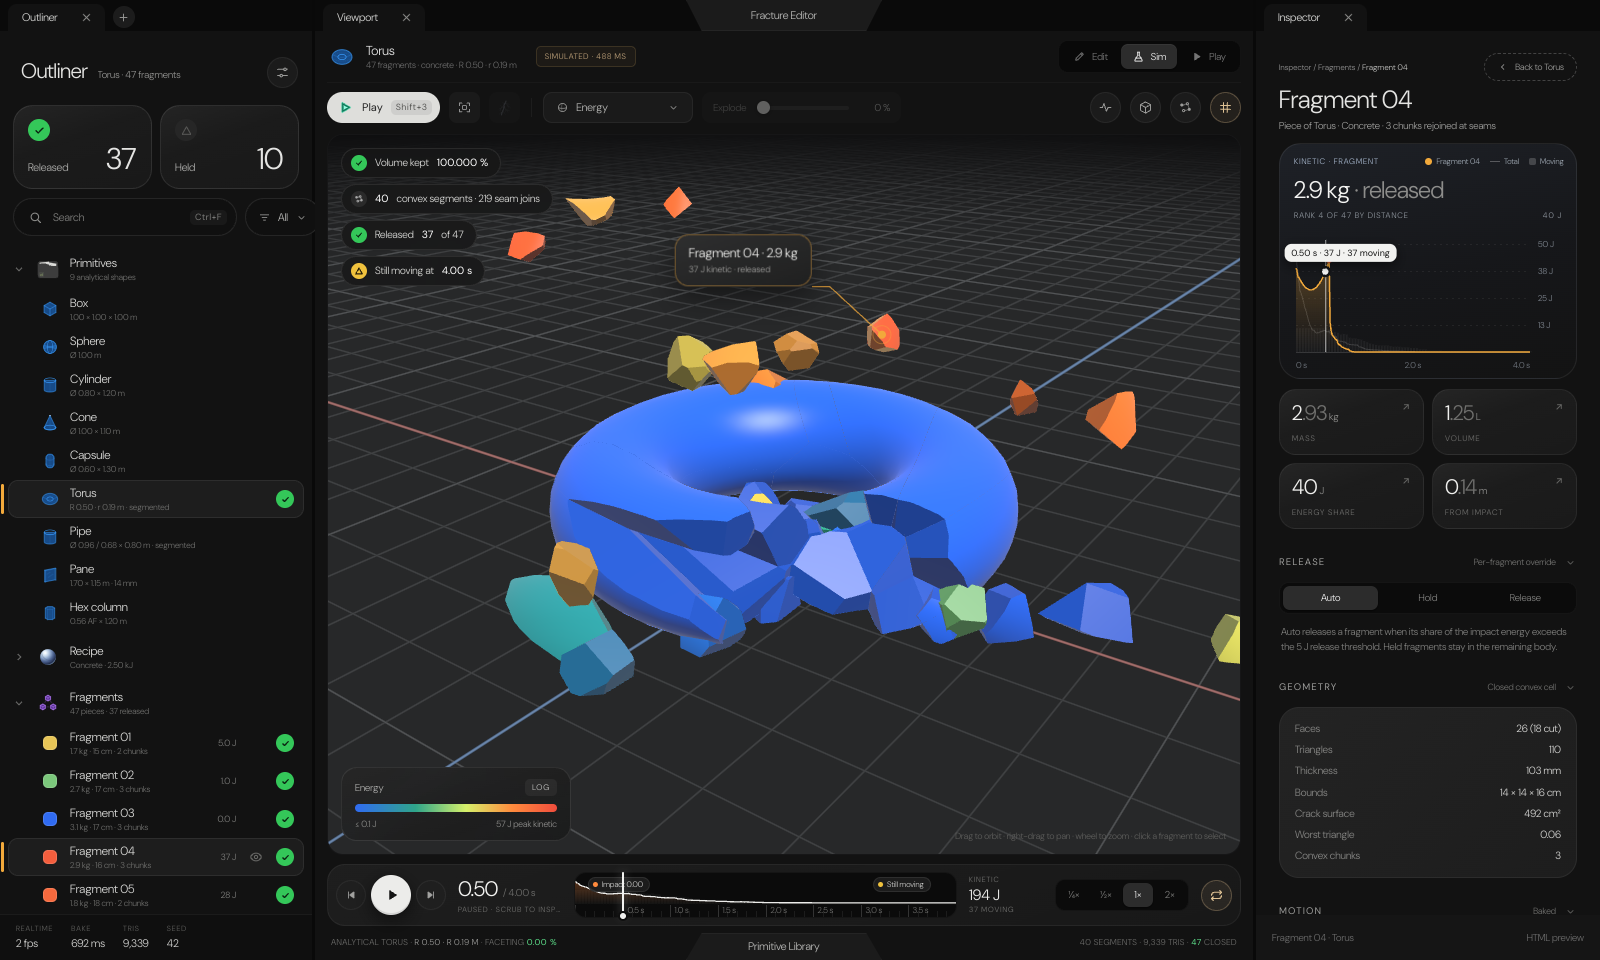 Outliner
Viewport
Fracture Editor
Inspector
Outliner
Torus · 47 fragments
Released
37
Held
10
Search
Ctrl+F
All
Primitives
9 analytical shapes
Box
1.00 × 1.00 × 1.00 m
Sphere
Ø 1.00 m
Cylinder
Ø 0.80 × 1.20 m
Cone
Ø 1.00 × 1.10 m
Capsule
Ø 0.60 × 1.30 m
Torus
R 0.50 · r 0.19 m · segmented
Pipe
Ø 0.96 / 0.68 × 0.80 m · segmented
Pane
1.70 × 1.15 m · 14 mm
Hex column
0.56 AF × 1.20 m
Recipe
Concrete · 2.50 kJ
Fragments
47 pieces · 37 released
Fragment 01
1.7 kg · 15 cm · 2 chunks
5.0 J
Fragment 02
2.7 kg · 17 cm · 3 chunks
1.0 J
Fragment 03
3.1 kg · 17 cm · 3 chunks
0.0 J
Fragment 04
2.9 kg · 16 cm · 3 chunks
37 J
Fragment 05
1.8 kg · 18 cm · 2 chunks
28 J
REALTIME
2 fps
BAKE
692 ms
TRIS
9,339
SEED
42
Torus
47 fragments · concrete · R 0.50 · r 0.19 m
SIMULATED · 488 MS
Edit
Sim
Play
Play
Shift+3
Energy
Explode
0 %
Volume kept 100.000 %
40 convex segments · 219 seam joins
Released 37 of 47
Still moving at 4.00 s
Fragment 04 · 2.9 kg
37 J kinetic · released
Energy
LOG
≤ 0.1 J
57 J peak kinetic
Drag to orbit · right-drag to pan · wheel to zoom · click a fragment to select
0.50 / 4.00 s
PAUSED · SCRUB TO INSP...
Impact 0.00
Still moving
0.5 s
1.0 s
1.5 s
2.0 s
2.5 s
3.0 s
3.5 s
KINETIC
194 J
37 MOVING
¼×
½×
1×
2×
ANALYTICAL TORUS · R 0.50 · R 0.19 M · FACETING 0.00 %
Primitive Library
40 SEGMENTS · 9,339 TRIS · 47 CLOSED
Inspector / Fragments / Fragment 04
Back to Torus
Fragment 04
Piece of Torus · Concrete · 3 chunks rejoined at seams
KINETIC · FRAGMENT
Fragment 04
Total
Moving
2.9 kg · released
RANK 4 OF 47 BY DISTANCE
40 J
0.50 s · 37 J · 37 moving
50 J
38 J
25 J
13 J
0 s
2.0 s
4.0 s
2.93 kg
MASS
1.25 L
VOLUME
40 J
ENERGY SHARE
0.14 m
FROM IMPACT
RELEASE
Per-fragment override
Auto
Hold
Release
Auto releases a fragment when its share of the impact energy exceeds
the 5 J release threshold. Held fragments stay in the remaining body.
GEOMETRY
Closed convex cell
Faces
26 (18 cut)
Triangles
110
Thickness
103 mm
Bounds
14 × 14 × 16 cm
Crack surface
492 cm²
Worst triangle
0.06
Convex chunks
3
MOTION
Baked
Fragment 04 · Torus
HTML preview